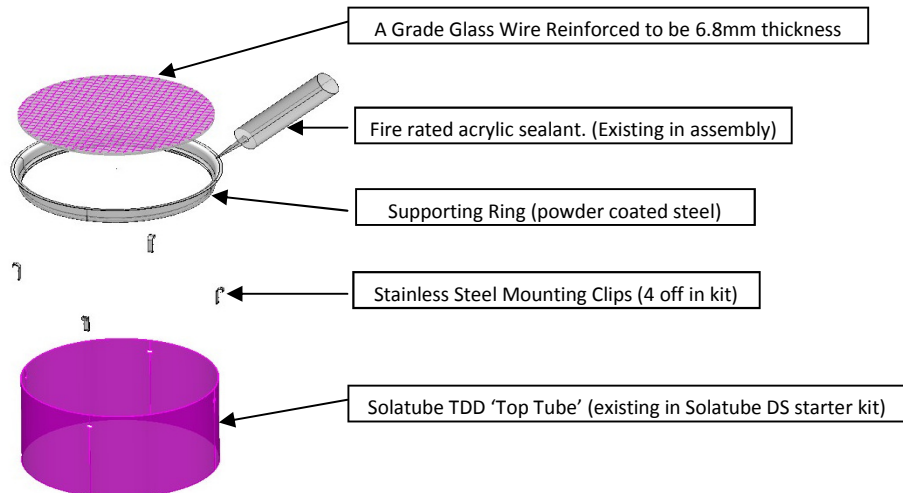 A Grade Glass Wire Reinforced to be 6.8mm thickness
Fire rated acrylic sealant. (Existing in assembly)
Supporting Ring (powder coated steel)
Stainless Steel Mounting Clips (4 off in kit)
Solatube TDD ‘Top Tube’ (existing in Solatube DS starter kit)